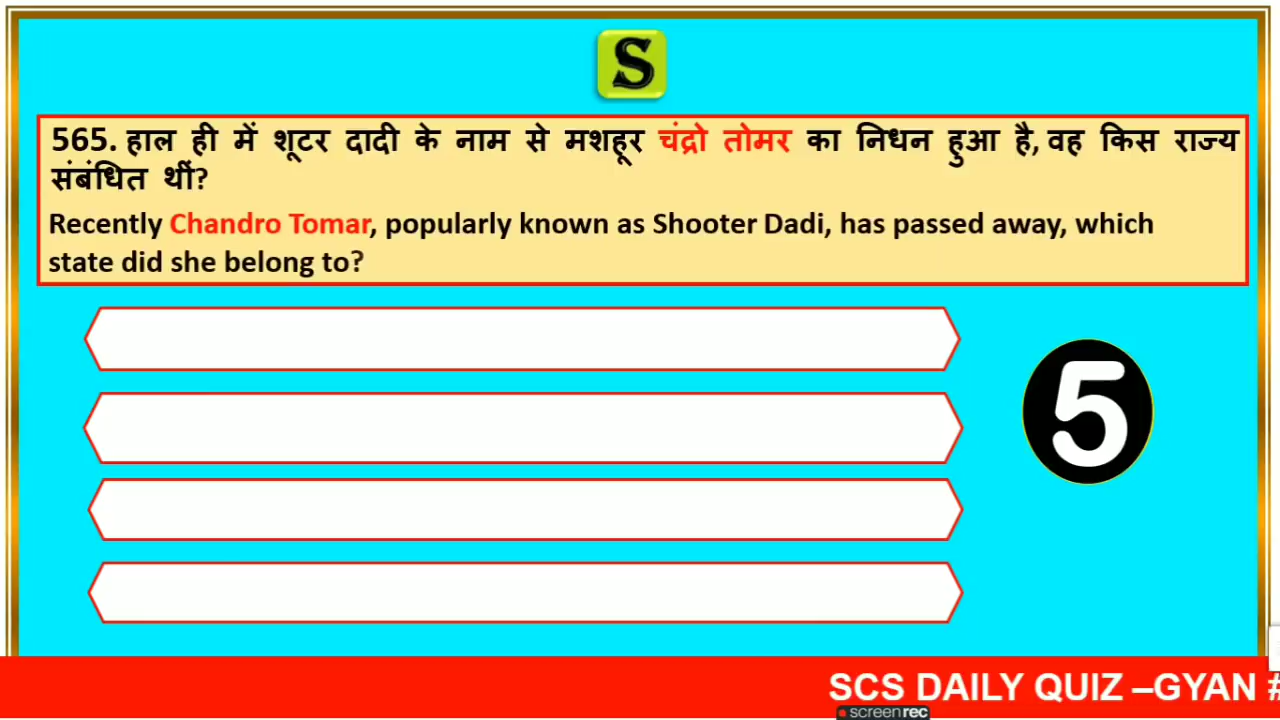 S
565. हाल ही में शूटर दादी के नाम से मशहूर चंद्रो तोमर का निधन हुआ है, वह किस राज्य
संबंधित थीं?
Recently Chandro Tomar, popularly known as Shooter Dadi, has passed away, which
state did she belong to?
5
SCS DAILY QUIZ –GYAN #
screenrec